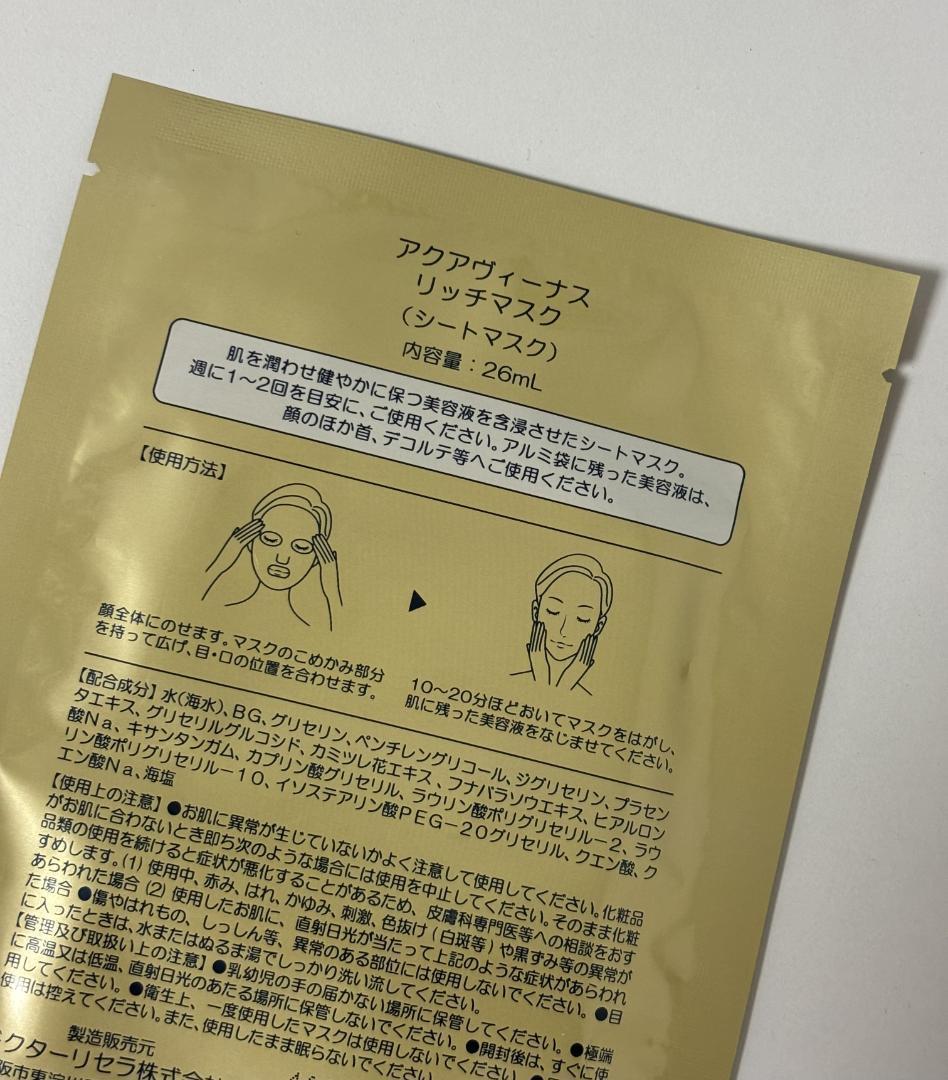 アクアヴィーナス
リッチマスク
（シートマスク）
内容量：26mL
肌を潤わせ健やかに保つ美容液を含浸させたシートマスク。
週に1〜2回を目安に、ご使用ください。アルミ袋に残った美容液は、
顔のほか首、デコルテ等へご使用ください。
【使用方法】
顔全体にのせます。マスクのこめかみ部分
を持って広げ、目・口の位置を合わせます。
10〜20分ほどおいてマスクをはがし、
肌に残った美容液をなじませてください。
【配合成分】水（海水）、BG、グリセリン、ペンチレングリコール、ジグリセリン、プラセン
タエキス、グリセリルグルコシド、カミツレ花エキス、フナバラソウエキス、ヒアルロン
酸Na、キサンタンガム、カプリン酸グリセリル、ラウリン酸ポリグリセリル－2、ラウ
リン酸ポリグリセリル－10、イソステアリン酸PEG－20グリセリル、クエン酸、ク
エン酸Na、海塩
【使用上の注意】●お肌に異常が生じていないかよく注意して使用してください。化粧品
がお肌に合わないとき即ち次のような場合には使用を中止してください。そのまま化粧
品類の使用を続けると症状が悪化することがあるため、皮膚科専門医等への相談をおす
すめします。(1) 使用中、赤み、はれ、かゆみ、刺激、色抜け（白斑等）や黒ずみ等の異常が
あらわれた場合 (2) 使用したお肌に、直射日光が当たって上記のような症状があらわれ
た場合 ●傷やはれもの、しっしん等、異常のある部位には使用しないでください。●目
に入ったときは、水またはぬるま湯でしっかり洗い流してください。
【管理及び取扱い上の注意】●乳幼児の手の届かない場所に保管してください。●極端
に高温又は低温、直射日光のあたる場所に保管しないでください。●開封後は、すぐに使
用してください。●衛生上、一度使用したマスクは使用しないでください。
使用は控えてください。また、使用したまま眠らないでください。
製造販売元
クターリセラ株式会
阪市東淀川